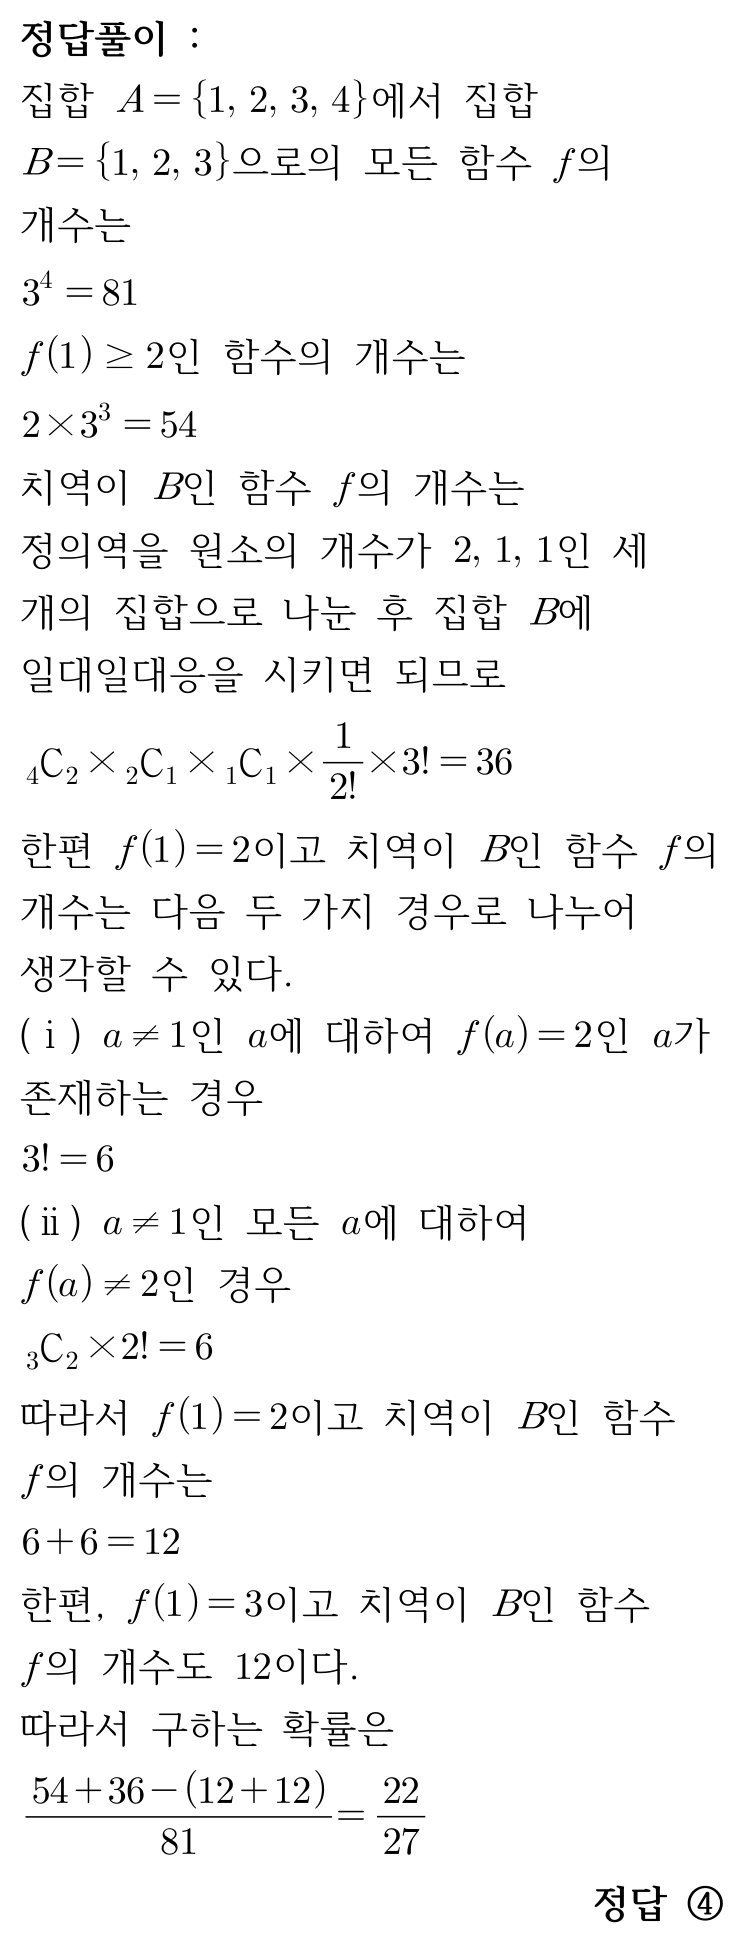 정답풀이 :
집합 A={1, 2, 3, 4}에서 집합
B={1, 2, 3}으로의 모든 함수 f의
개수는
3⁴=81
f(1)≥2인 함수의 개수는
2×3³=54
치역이 B인 함수 f의 개수는
정의역을 원소의 개수가 2, 1, 1인 세
개의 집합으로 나눈 후 집합 B에
일대일대응을 시키면 되므로
₄C₂×₂C₁×₁C₁×1/2!×3!=36
한편 f(1)=2이고 치역이 B인 함수 f의
개수는 다음 두 가지 경우로 나누어
생각할 수 있다.
(ⅰ) a≠1인 a에 대하여 f(a)=2인 a가
존재하는 경우
3!=6
(ⅱ) a≠1인 모든 a에 대하여
f(a)≠2인 경우
₃C₂×2!=6
따라서 f(1)=2이고 치역이 B인 함수
f의 개수는
6+6=12
한편, f(1)=3이고 치역이 B인 함수
f의 개수도 12이다.
따라서 구하는 확률은
54+36-(12+12)/81=22/27
정답 ④